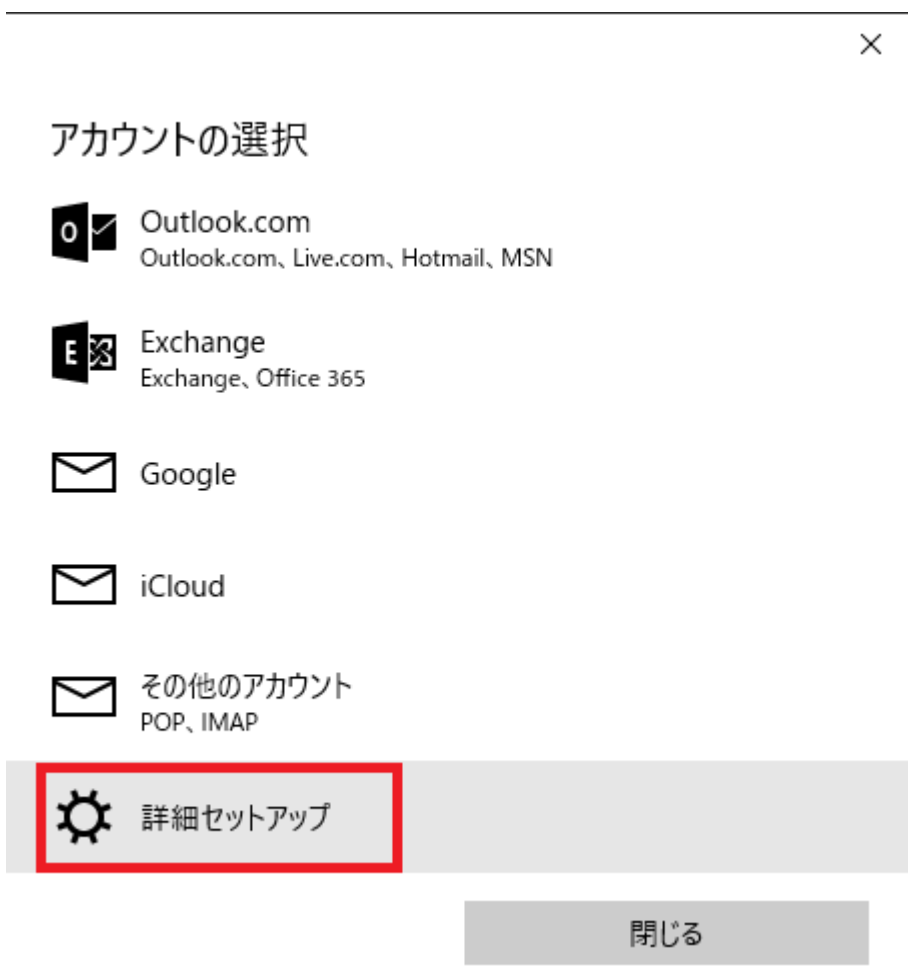 アカウントの選択
Outlook.com
Outlook.com、Live.com、Hotmail、MSN
Exchange
Exchange、Office 365
Google
iCloud
その他のアカウント
POP、IMAP
詳細セットアップ
閉じる